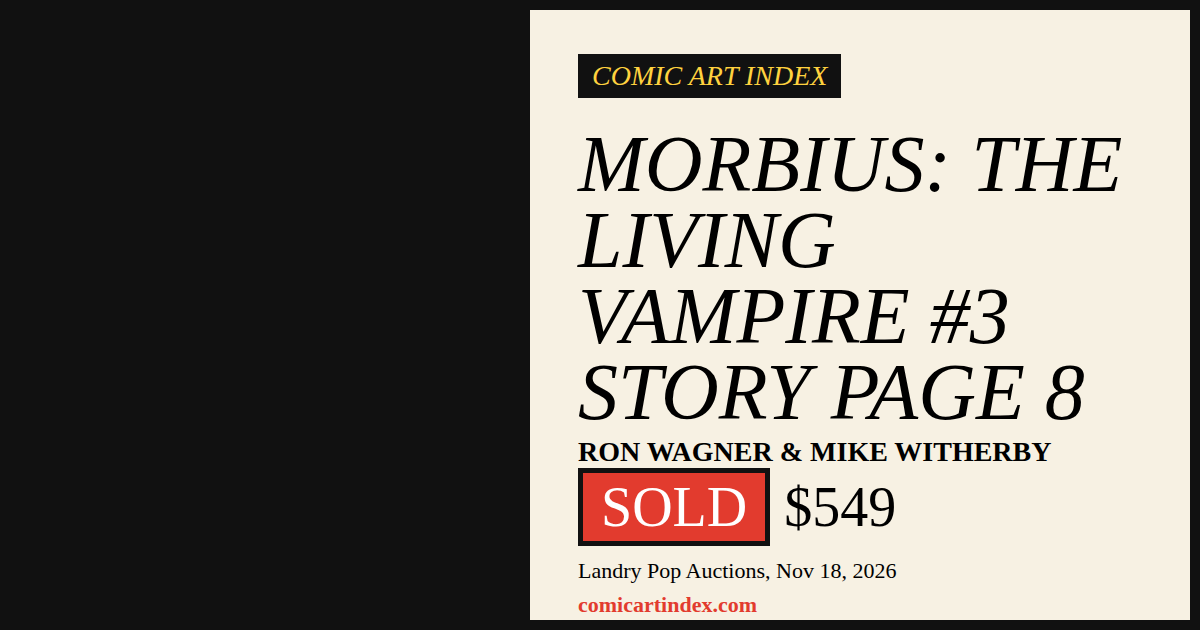 COMIC ART INDEX
MORBIUS: THE
LIVING
VAMPIRE #3
STORY PAGE 8
RON WAGNER & MIKE WITHERBY
SOLD $549
Landry Pop Auctions, Nov 18, 2026
comicartindex.com